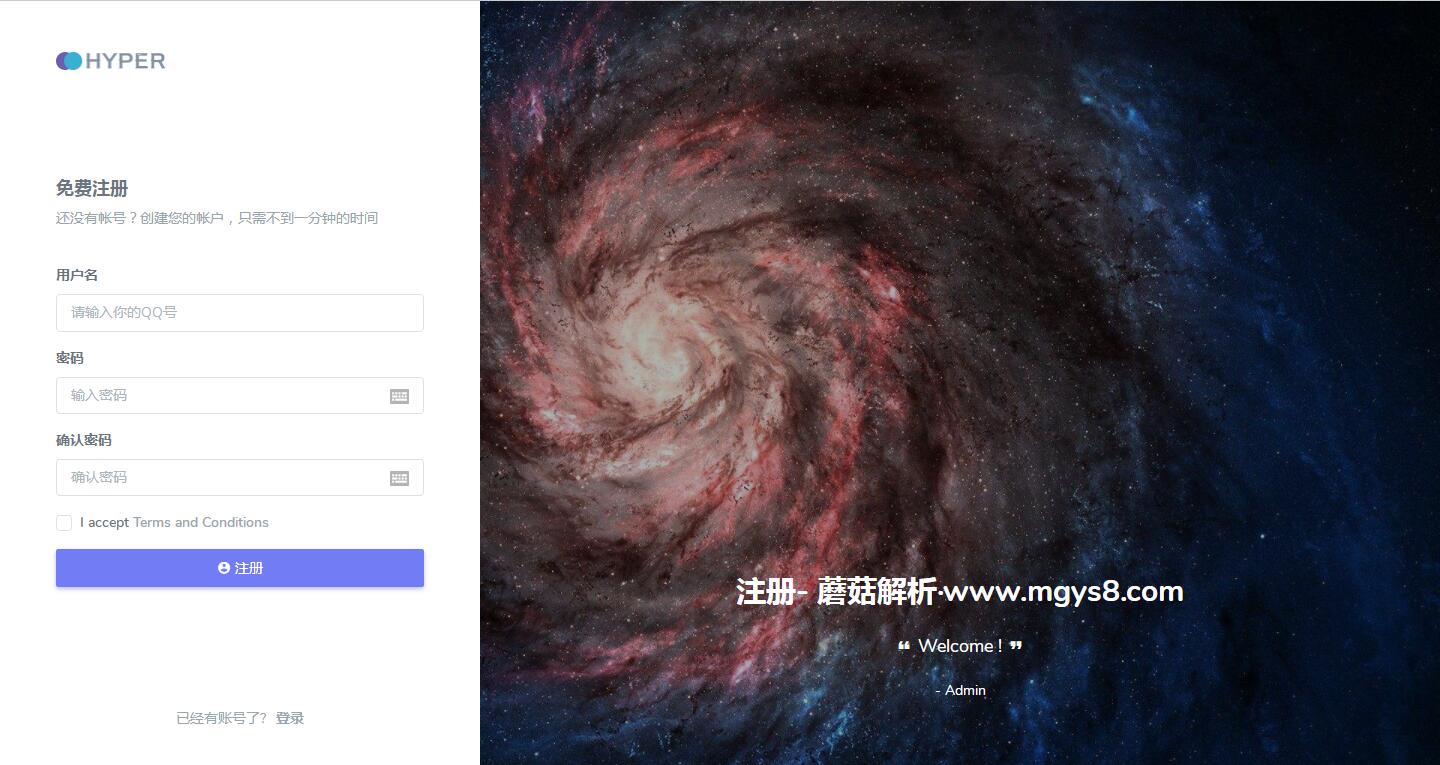 HYPER
免费注册
还没有帐号？创建您的帐户，只需不到一分钟的时间
用户名
请输入你的QQ号
密码
输入密码
确认密码
确认密码
I accept Terms and Conditions
注册
已经有账号了？ 登录
注册- 蘑菇解析·www.mgys8.com
❝ Welcome ! ❞
- Admin